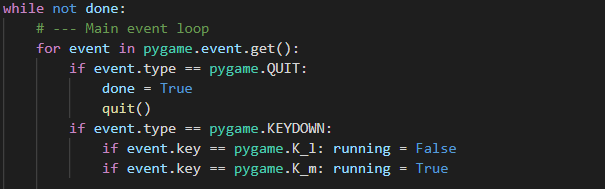 while not done:
    # --- Main event loop
    for event in pygame.event.get():
        if event.type == pygame.QUIT:
            done = True
            quit()
        if event.type == pygame.KEYDOWN:
            if event.key == pygame.K_l: running = False
            if event.key == pygame.K_m: running = True